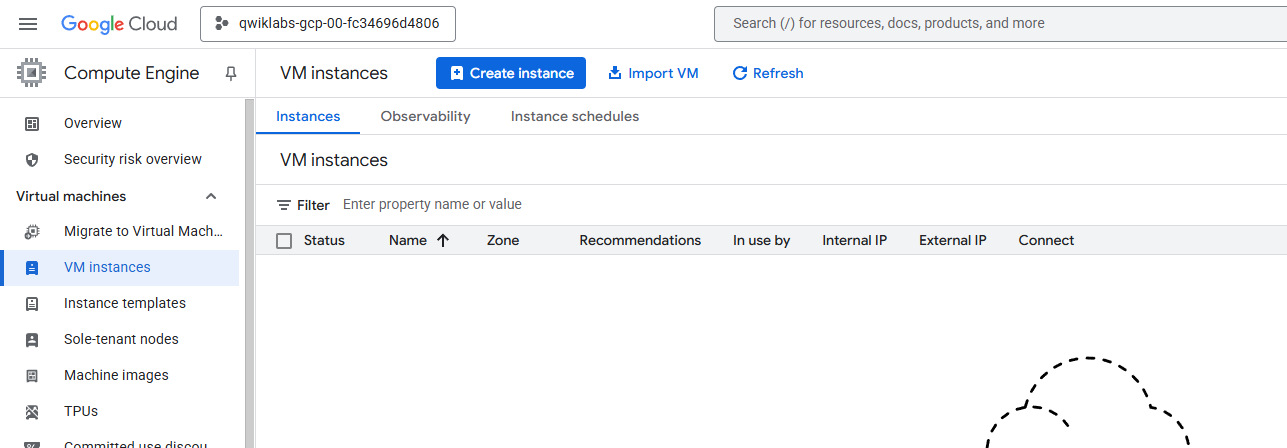 Google Cloud
qwiklabs-gcp-00-fc34696d4806
Search (/) for resources, docs, products, and more
Compute Engine
VM instances
Create instance
Import VM
Refresh
Overview
Security risk overview
Virtual machines
Migrate to Virtual Mach…
VM instances
Instance templates
Sole-tenant nodes
Machine images
TPUs
Committed use discou
Instances
Observability
Instance schedules
VM instances
Filter
Enter property name or value
Status Name Zone Recommendations In use by Internal IP External IP Connect